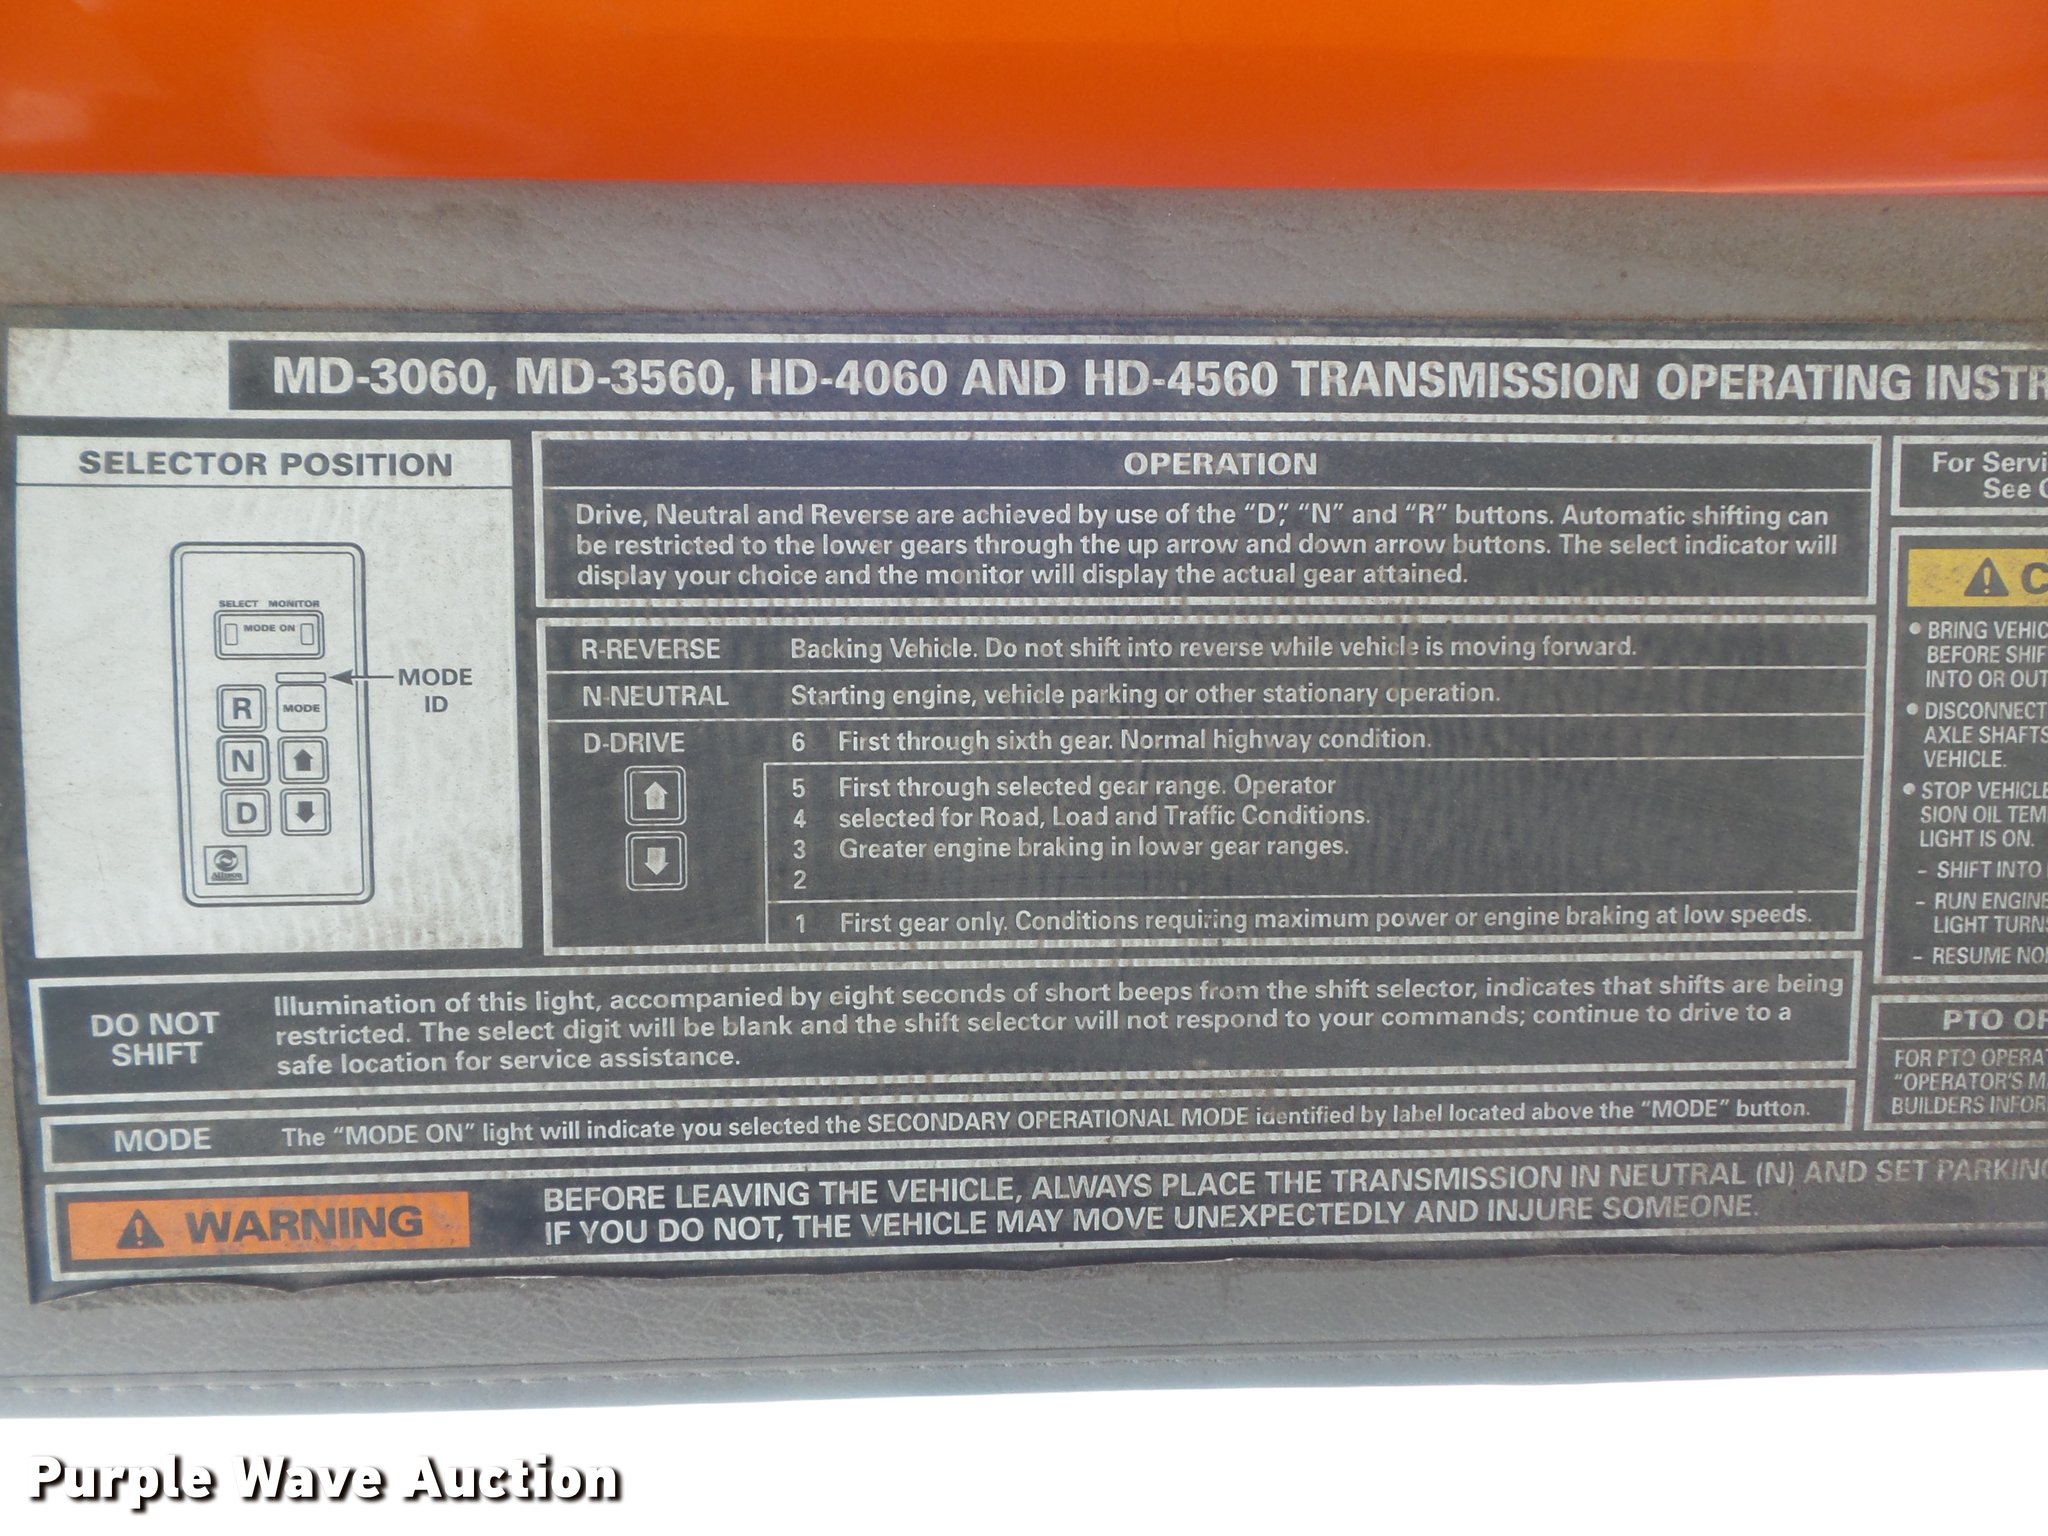 MD-3060, MD-3560, HD-4060 AND HD-4560 TRANSMISSION OPERATING INSTR
SELECTOR POSITION
SELECT MONITOR
MODE ON
MODE
ID
R
MODE
N
D
Allison
OPERATION
Drive, Neutral and Reverse are achieved by use of the “D”, “N” and “R” buttons. Automatic shifting can
be restricted to the lower gears through the up arrow and down arrow buttons. The select indicator will
display your choice and the monitor will display the actual gear attained.
R-REVERSE Backing Vehicle. Do not shift into reverse while vehicle is moving forward.
N-NEUTRAL Starting engine, vehicle parking or other stationary operation.
D-DRIVE 6 First through sixth gear. Normal highway condition.
5 First through selected gear range. Operator
4 selected for Road, Load and Traffic Conditions.
3 Greater engine braking in lower gear ranges.
2
1 First gear only. Conditions requiring maximum power or engine braking at low speeds.
DO NOT
SHIFT
Illumination of this light, accompanied by eight seconds of short beeps from the shift selector, indicates that shifts are being
restricted. The select digit will be blank and the shift selector will not respond to your commands; continue to drive to a
safe location for service assistance.
MODE The “MODE ON” light will indicate you selected the SECONDARY OPERATIONAL MODE identified by label located above the “MODE” button.
WARNING
BEFORE LEAVING THE VEHICLE, ALWAYS PLACE THE TRANSMISSION IN NEUTRAL (N) AND SET PARKING
IF YOU DO NOT, THE VEHICLE MAY MOVE UNEXPECTEDLY AND INJURE SOMEONE.
For Servi
See
C
• BRING VEHIC
BEFORE SHIF
INTO OR OUT
• DISCONNECT
AXLE SHAFTS
VEHICLE.
• STOP VEHICLE
SION OIL TEM
LIGHT IS ON.
- SHIFT INTO
- RUN ENGINE
LIGHT TURNS
- RESUME NO
PTO OP
FOR PTO OPERAT
“OPERATOR'S MA
BUILDERS INFOR
Purple Wave Auction